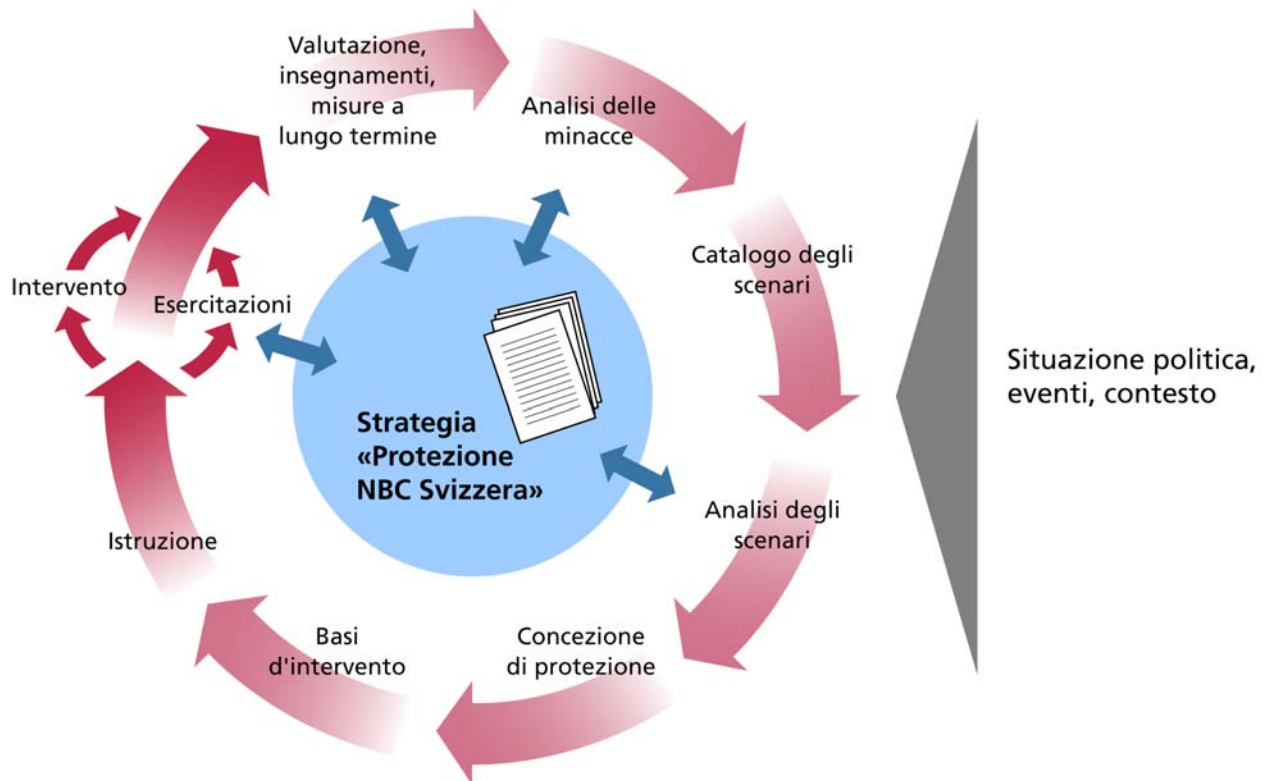 Valutazione,
insegnamenti,
misure a
lungo termine
Analisi delle
minacce
Catalogo degli
scenari
Analisi degli
scenari
Concezione
di protezione
Basi
d'intervento
Istruzione
Intervento
Esercitazioni
Strategia
«Protezione
NBC Svizzera»
Situazione politica,
eventi, contesto